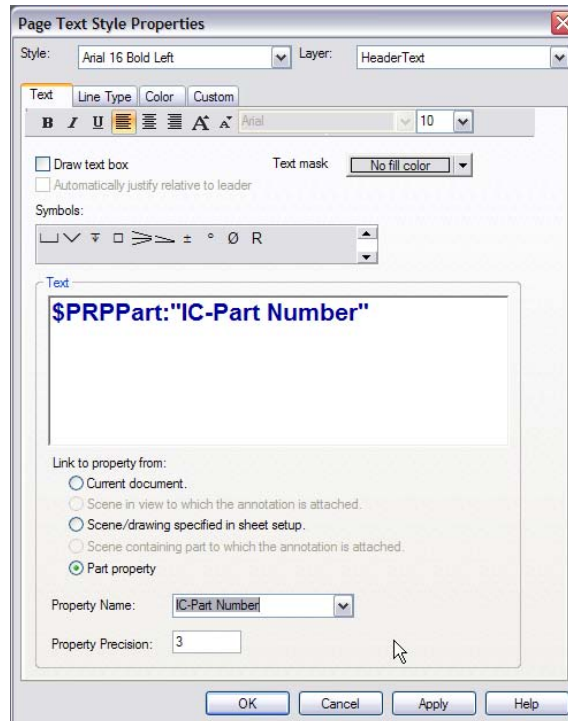 Page Text Style Properties
Style: Arial 16 Bold Left Layer: HeaderText
Text Line Type Color Custom
B I U A A Arial 10
Draw text box Text mask No fill color
Automatically justify relative to leader
Symbols:
± ° Ø R
Text
$PRPPart:"IC-Part Number"
Link to property from:
Current document.
Scene in view to which the annotation is attached.
Scene/drawing specified in sheet setup.
Scene containing part to which the annotation is attached.
Part property
Property Name: IC-Part Number
Property Precision: 3
OK Cancel Apply Help